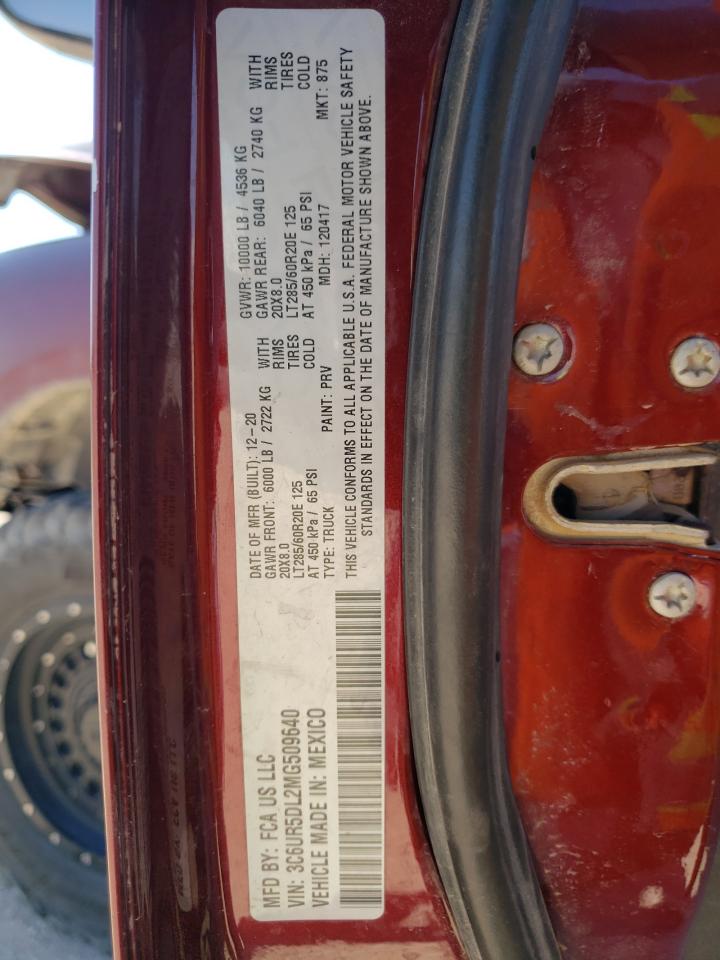 MFD BY: FCA US LLC
VIN: 3C6UR5DL2MG509640
VEHICLE MADE IN: MEXICO
DATE OF MFR (BUILT): 12-20 GVWR: 10000 LB / 4536 KG
GAWR FRONT: 6000 LB / 2722 KG WITH GAWR REAR: 6040 LB / 2740 KG WITH
20X8.0 RIMS 20X8.0 RIMS
LT285/60R20E 125 TIRES LT285/60R20E 125 TIRES
AT 450 kPa / 65 PSI COLD AT 450 kPa / 65 PSI COLD
TYPE: TRUCK PAINT: PRV MDH: 120417 MKT: 875
THIS VEHICLE CONFORMS TO ALL APPLICABLE U.S.A. FEDERAL MOTOR VEHICLE SAFETY
STANDARDS IN EFFECT ON THE DATE OF MANUFACTURE SHOWN ABOVE.